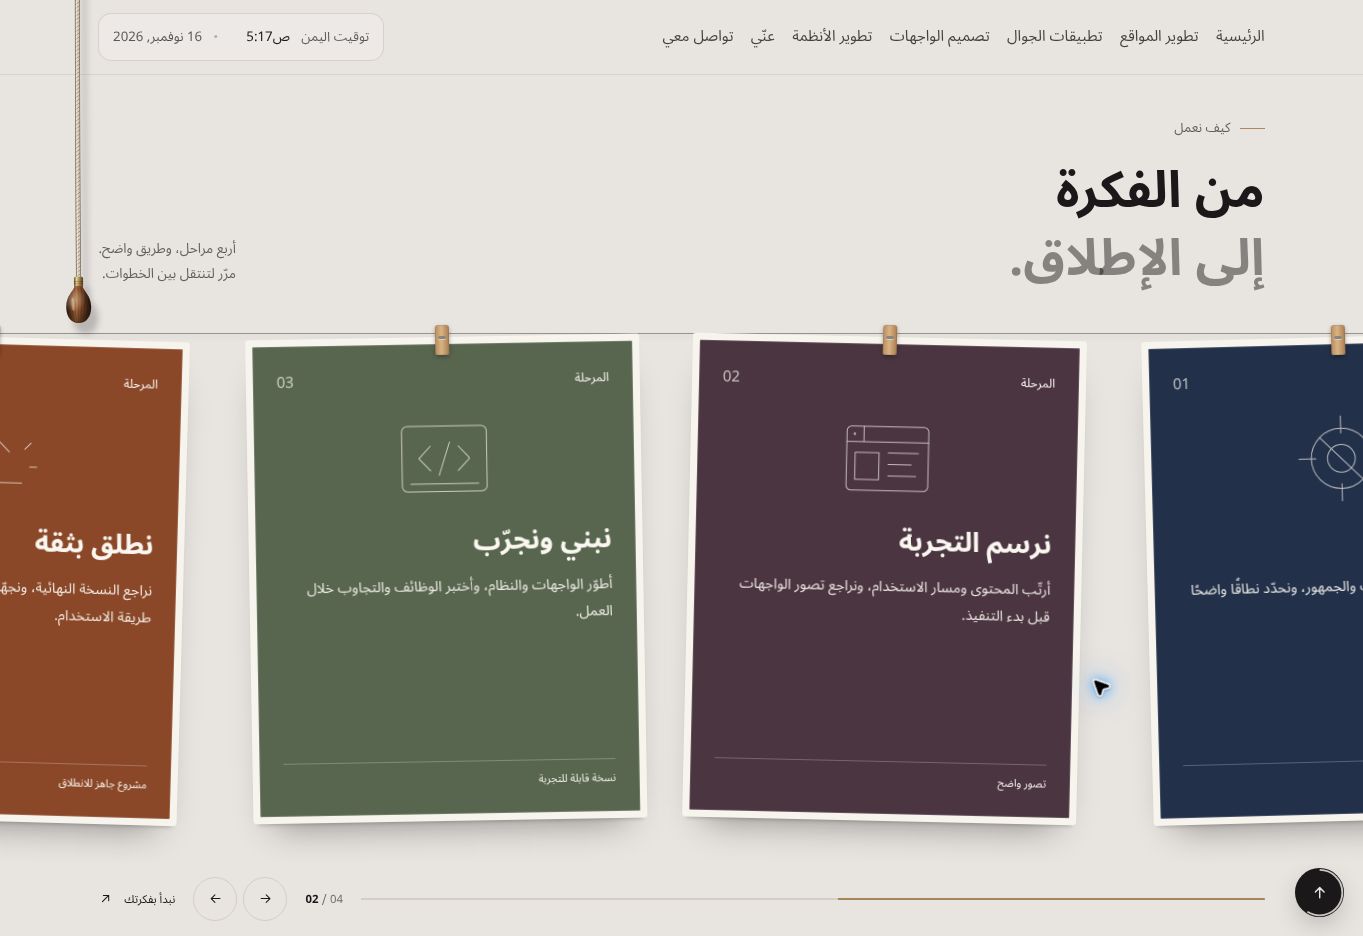 الرئيسية
تطوير المواقع
تطبيقات الجوال
تصميم الواجهات
تطوير الأنظمة
عنّي
تواصل معي
توقيت اليمن 5:17ص • 16 نوفمبر, 2026
كيف نعمل
من الفكرة
إلى الإطلاق.
أربع مراحل، وطريق واضح.
مرّر لتنتقل بين الخطوات.
01
والجمهور، ونحدّد نطاقًا واضحًا
المرحلة 02
نرسم التجربة
أرتّب المحتوى ومسار الاستخدام، ونراجع تصور الواجهات
قبل بدء التنفيذ.
تصور واضح
المرحلة 03
نبني ونجرّب
أطوّر الواجهات والنظام، وأختبر الوظائف والتجاوب خلال
العمل.
نسخة قابلة للتجربة
المرحلة
نطلق بثقة
نراجع النسخة النهائية،
طريقة الاستخدام.
مشروع جاهز للانطلاق
02 / 04
نبدأ بفكرتك